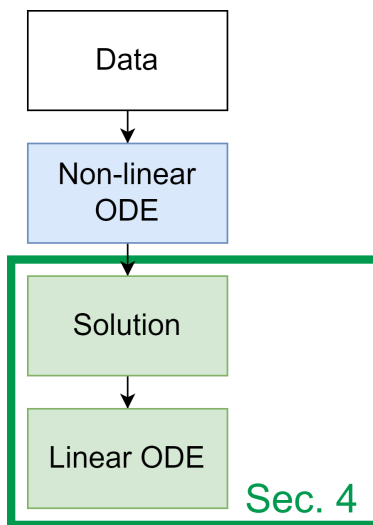 Data
Non-linear
ODE
Solution
Linear ODE
Sec. 4